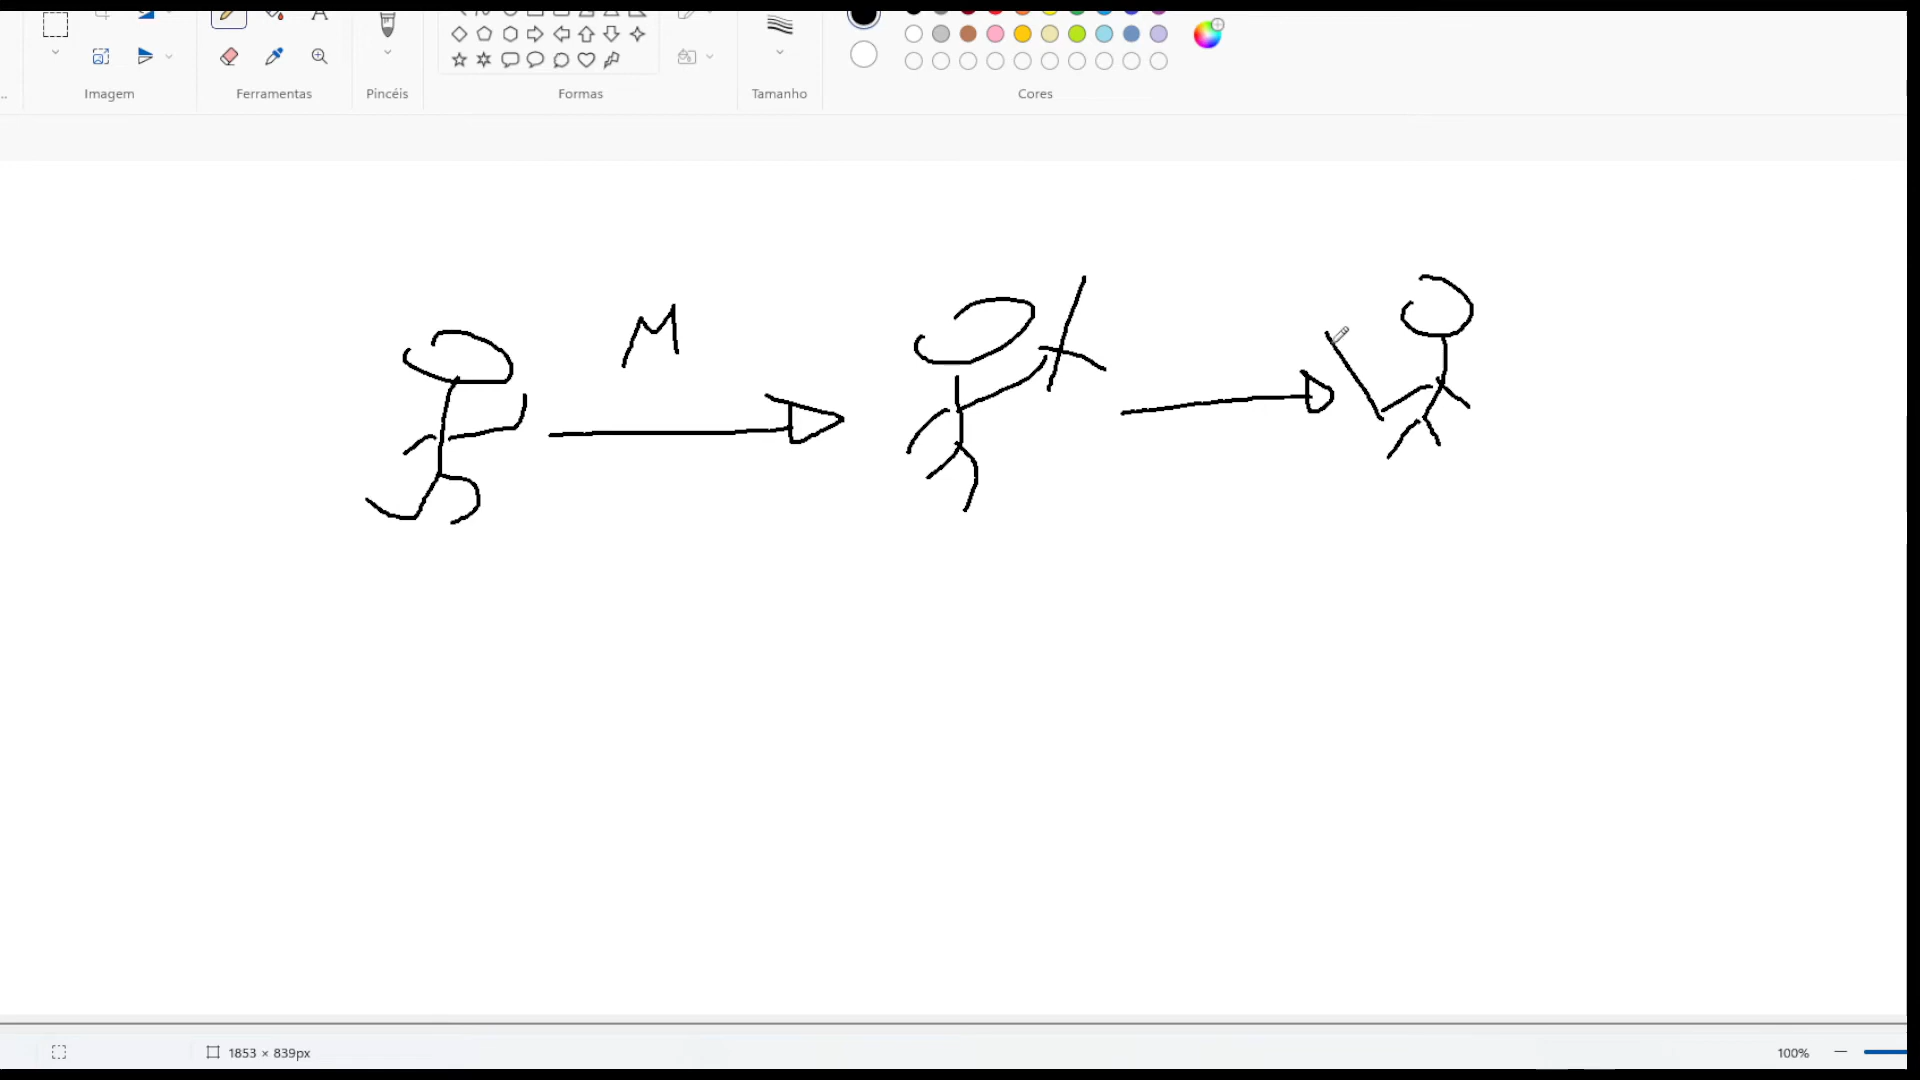 A
...
Imagem
Ferramentas
Pincéis
Formas
Tamanho
Cores
M
1853 × 839px
100%